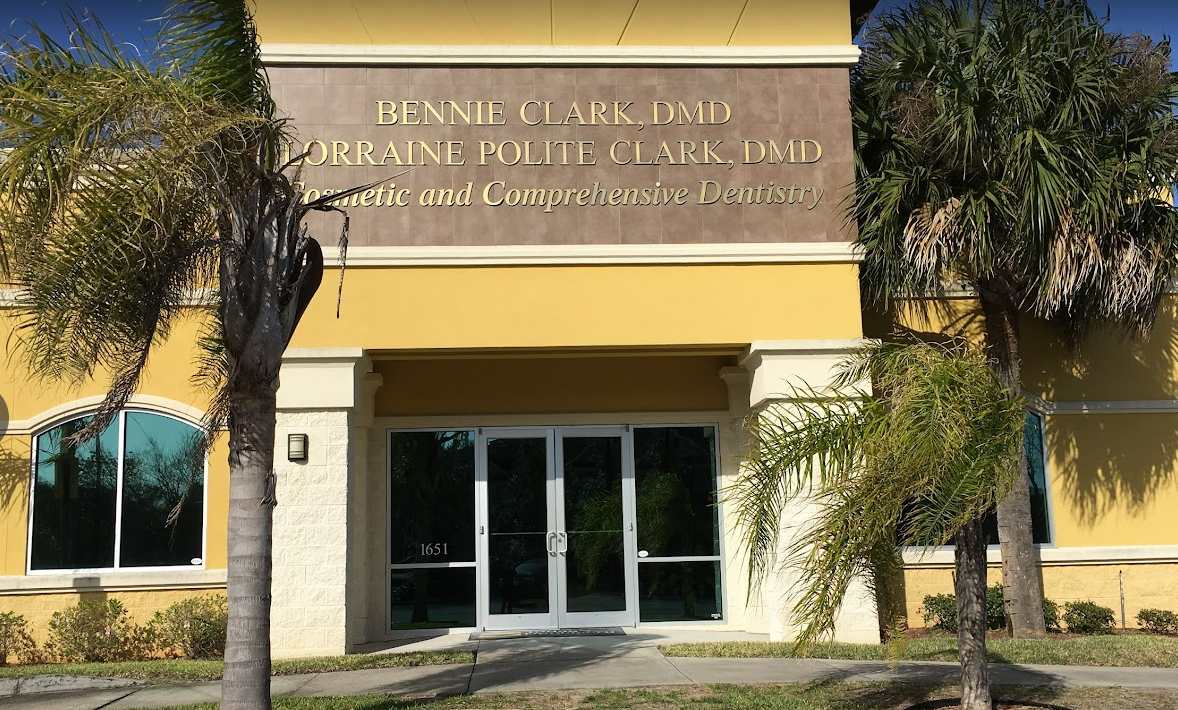 BENNIE CLARK, DMD
LORRAINE POLITE CLARK, DMD
Cosmetic and Comprehensive Dentistry
1651